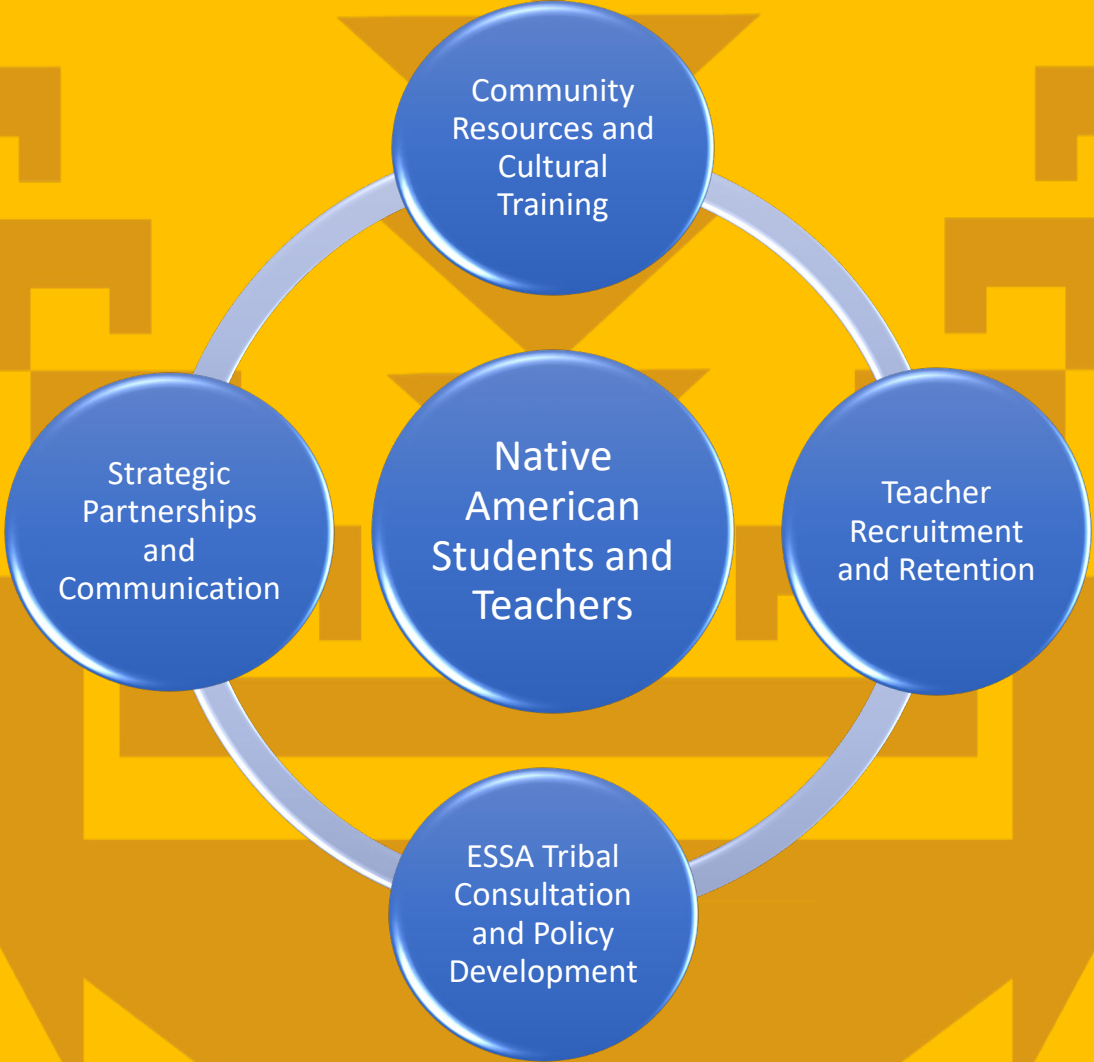 Community
Resources and
Cultural
Training
Strategic
Partnerships
and
Communication
Native
American
Students and
Teachers
Teacher
Recruitment
and Retention
ESSA Tribal
Consultation
and Policy
Development